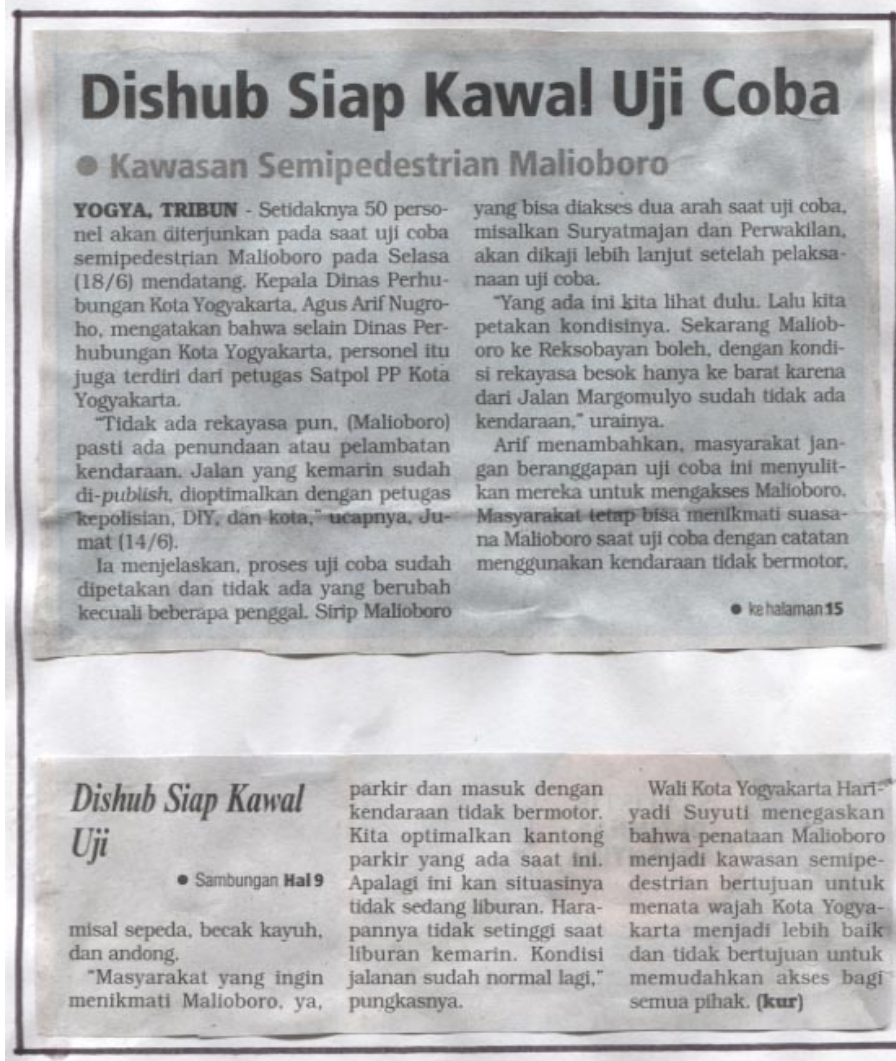 Dishub Siap Kawal Uji Coba
● Kawasan Semipedestrian Malioboro
YOGYA, TRIBUN - Setidaknya 50 perso-
nel akan diterjunkan pada saat uji coba
semipedestrian Malioboro pada Selasa
(18/6) mendatang. Kepala Dinas Perhu-
bungan Kota Yogyakarta, Agus Arif Nugro-
ho, mengatakan bahwa selain Dinas Per-
hubungan Kota Yogyakarta, personel itu
juga terdiri dari petugas Satpol PP Kota
Yogyakarta.
"Tidak ada rekayasa pun, (Malioboro)
pasti ada penundaan atau pelambatan
kendaraan. Jalan yang kemarin sudah
di-publish, dioptimalkan dengan petugas
kepolisian, DIY, dan kota," ucapnya, Ju-
mat (14/6).
Ia menjelaskan, proses uji coba sudah
dipetakan dan tidak ada yang berubah
kecuali beberapa penggal. Sirip Malioboro
yang bisa diakses dua arah saat uji coba,
misalkan Suryatmajan dan Perwakilan,
akan dikaji lebih lanjut setelah pelaksa-
naan uji coba.
"Yang ada ini kita lihat dulu. Lalu kita
petakan kondisinya. Sekarang Maliob-
oro ke Reksobayan boleh, dengan kondi-
si rekayasa besok hanya ke barat karena
dari Jalan Margomulyo sudah tidak ada
kendaraan," urainya.
Arif menambahkan, masyarakat jan-
gan beranggapan uji coba ini menyulit-
kan mereka untuk mengakses Malioboro.
Masyarakat tetap bisa menikmati suasa-
na Malioboro saat uji coba dengan catatan
menggunakan kendaraan tidak bermotor,
● ke halaman 15
Dishub Siap Kawal
Uji
● Sambungan Hal 9
misal sepeda, becak kayuh,
dan andong.
"Masyarakat yang ingin
menikmati Malioboro, ya,
parkir dan masuk dengan
kendaraan tidak bermotor.
Kita optimalkan kantong
parkir yang ada saat ini.
Apalagi ini kan situasinya
tidak sedang liburan. Hara-
pannya tidak setinggi saat
liburan kemarin. Kondisi
jalanan sudah normal lagi,"
pungkasnya.
Wali Kota Yogyakarta Hari-
yadi Suyuti menegaskan
bahwa penataan Malioboro
menjadi kawasan semipe-
destrian bertujuan untuk
menata wajah Kota Yogya-
karta menjadi lebih baik
dan tidak bertujuan untuk
memudahkan akses bagi
semua pihak. (kur)